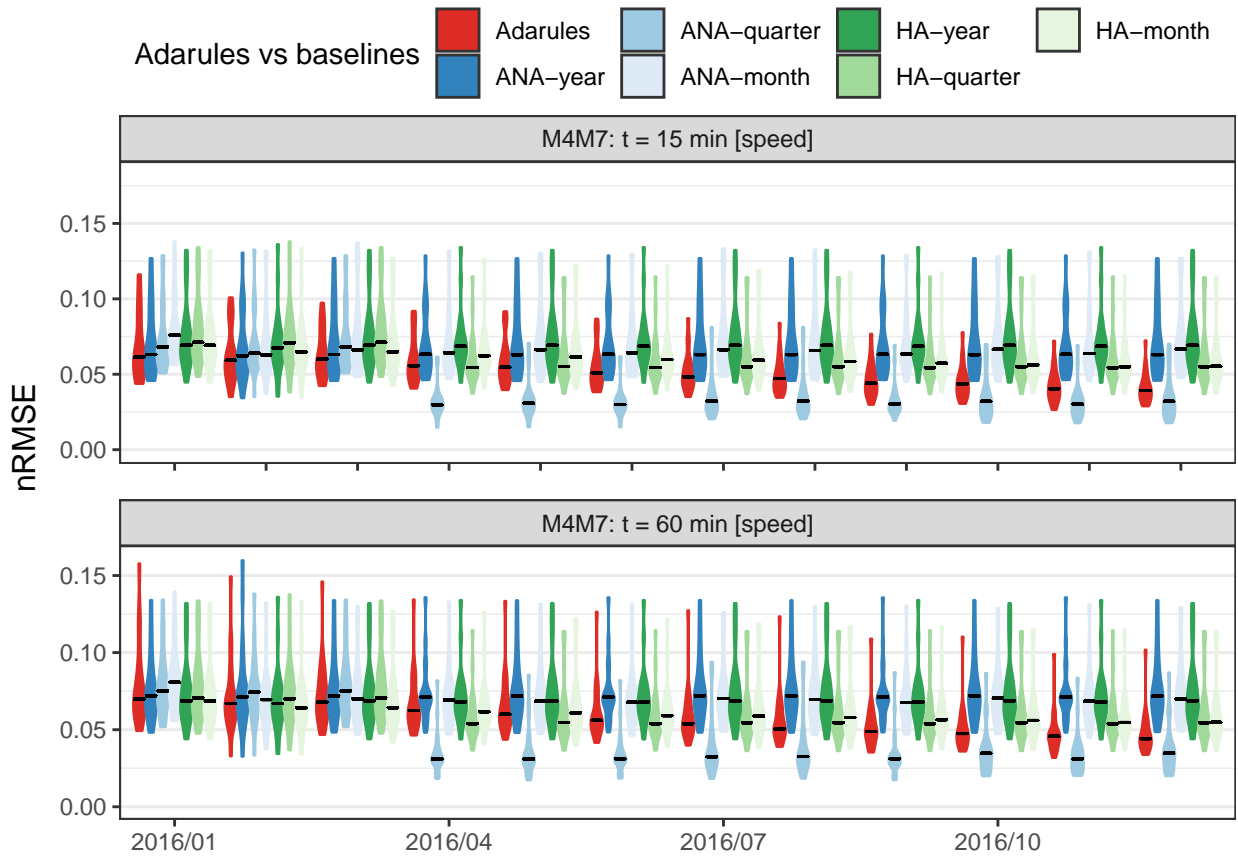 Adarules vs baselines
Adarules ANA−quarter HA−year HA−month
ANA−year ANA−month HA−quarter
M4M7: t = 15 min [speed]
0.15
0.10
0.05
0.00
nRMSE
M4M7: t = 60 min [speed]
0.15
0.10
0.05
0.00
2016/01 2016/04 2016/07 2016/10